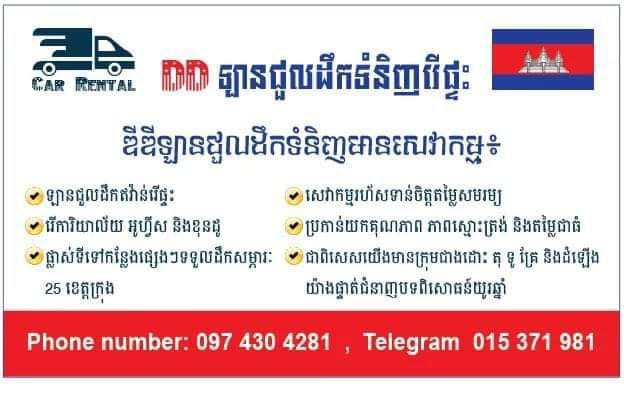 CAR RENTAL
DD ឡានជួលដឹកទំនិញរើផ្ទះ
ឌីឌីឡានជួលដឹកទំនិញមានសេវាកម្ម៖
ឡានជួលដឹកឥវ៉ាន់រើផ្ទះ
រើការិយាល័យ អូហ្វីស និងខុនដូ
ផ្លាស់ទីទៅកន្លែងផ្សេងៗទទួលដឹកសម្ភារៈ
25 ខេត្តក្រុង
សេវាកម្មរហ័សទាន់ចិត្តតម្លៃសមរម្យ
ប្រកាន់យកគុណភាព ភាពស្មោះត្រង់ និងតម្លៃជាធំ
ជាពិសេសយើងមានក្រុមជាងដោះ តុ ទូ គ្រែ និងដំឡើង
យ៉ាងថ្នាត់ជំនាញបទពិសោធន៍យូរឆ្នាំ
Phone number: 097 430 4281 , Telegram 015 371 981